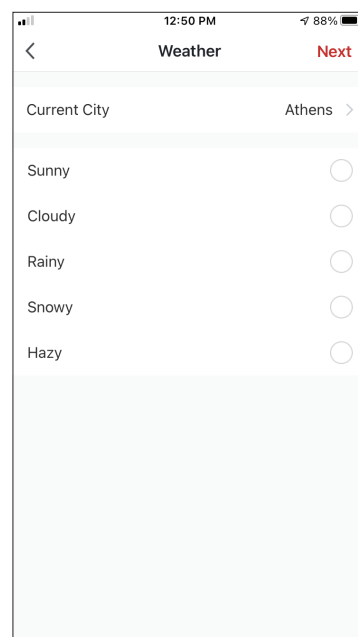 12:50 PM 88%
Weather Next
Current City Athens
Sunny
Cloudy
Rainy
Snowy
Hazy